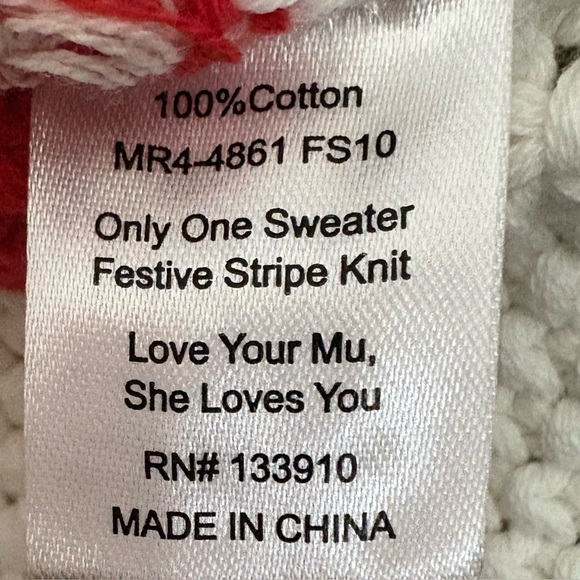 100%Cotton
MR4-4861 FS10
Only One Sweater
Festive Stripe Knit
Love Your Mu,
She Loves You
RN# 133910
MADE IN CHINA